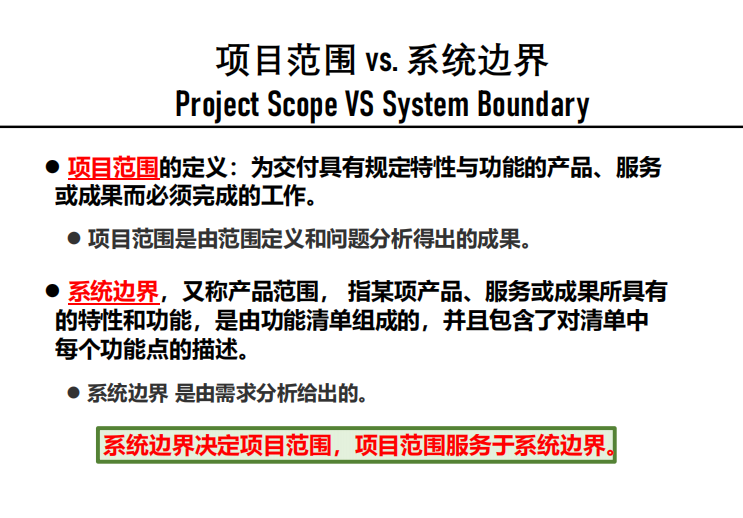 项目范围 vs. 系统边界
Project Scope VS System Boundary
● 项目范围的定义：为交付具有规定特性与功能的产品、服务
或成果而必须完成的工作。
● 项目范围是由范围定义和问题分析得出的成果。
● 系统边界，又称产品范围， 指某项产品、服务或成果所具有
的特性和功能，是由功能清单组成的，并且包含了对清单中
每个功能点的描述。
● 系统边界 是由需求分析给出的。
系统边界决定项目范围，项目范围服务于系统边界。